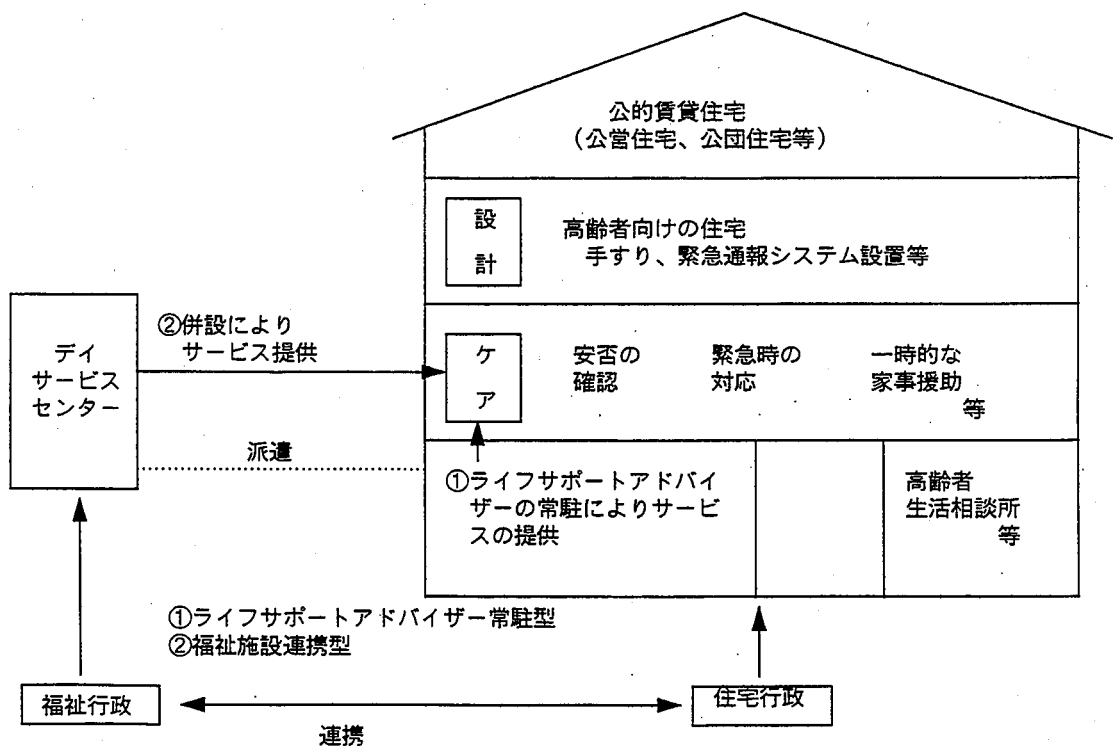 公的賃貸住宅
（公営住宅、公団住宅等）
設
計
高齢者向けの住宅
手すり、緊急通報システム設置等
デイ
サービス
センター
②併設により
サービス提供
ケ
ア
安否の
確認
緊急時の
対応
一時的な
家事援助
等
派遣
①ライフサポートアドバイ
ザーの常駐によりサービ
スの提供
高齢者
生活相談所
等
①ライフサポートアドバイザー常駐型
②福祉施設連携型
福祉行政
住宅行政
連携